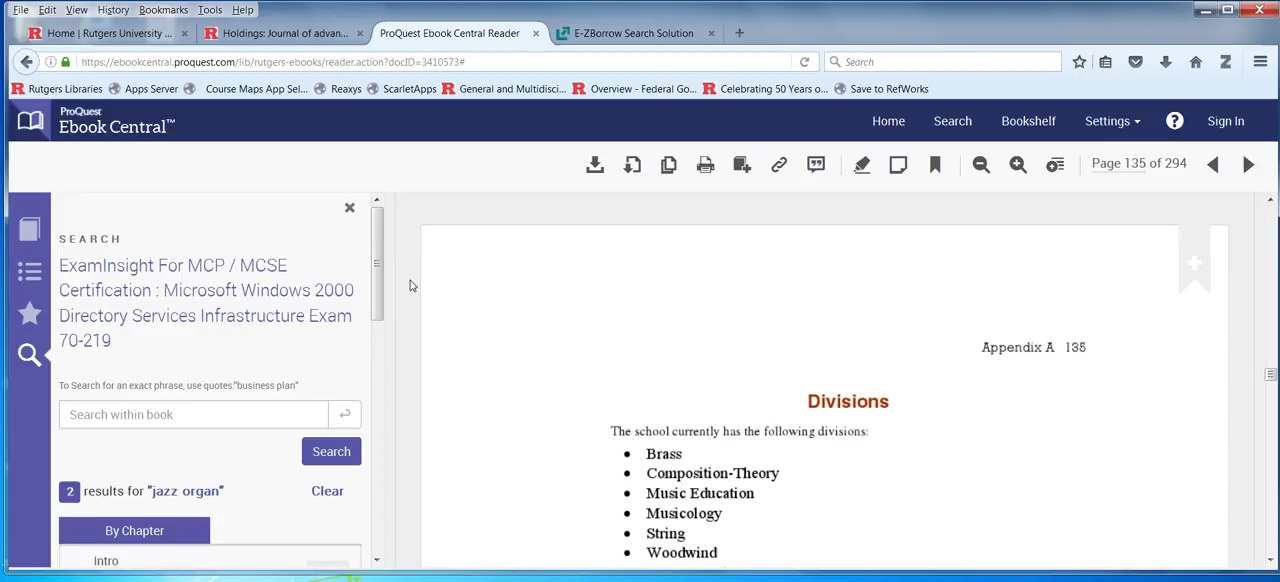 File Edit View History Bookmarks Tools Help
Home | Rutgers University ... × Holdings: Journal of advan... × ProQuest Ebook Central Reader × E-ZBorrow Search Solution × +
https://ebookcentral.proquest.com/lib/rutgers-ebooks/reader.action?docID=3410573# Search
Rutgers Libraries Apps Server Course Maps App Sel... Reaxys ScarletApps General and Multidisci... Overview - Federal Go... Celebrating 50 Years o... Save to RefWorks
ProQuest
Ebook Central™
Home Search Bookshelf Settings ? Sign In
Page 135 of 294
SEARCH
ExamInsight For MCP / MCSE
Certification : Microsoft Windows 2000
Directory Services Infrastructure Exam
70-219
To Search for an exact phrase, use quotes:"business plan"
Search within book
Search
2 results for "jazz organ" Clear
By Chapter
Intro
Appendix A 135
Divisions
The school currently has the following divisions:
• Brass
• Composition-Theory
• Music Education
• Musicology
• String
• Woodwind